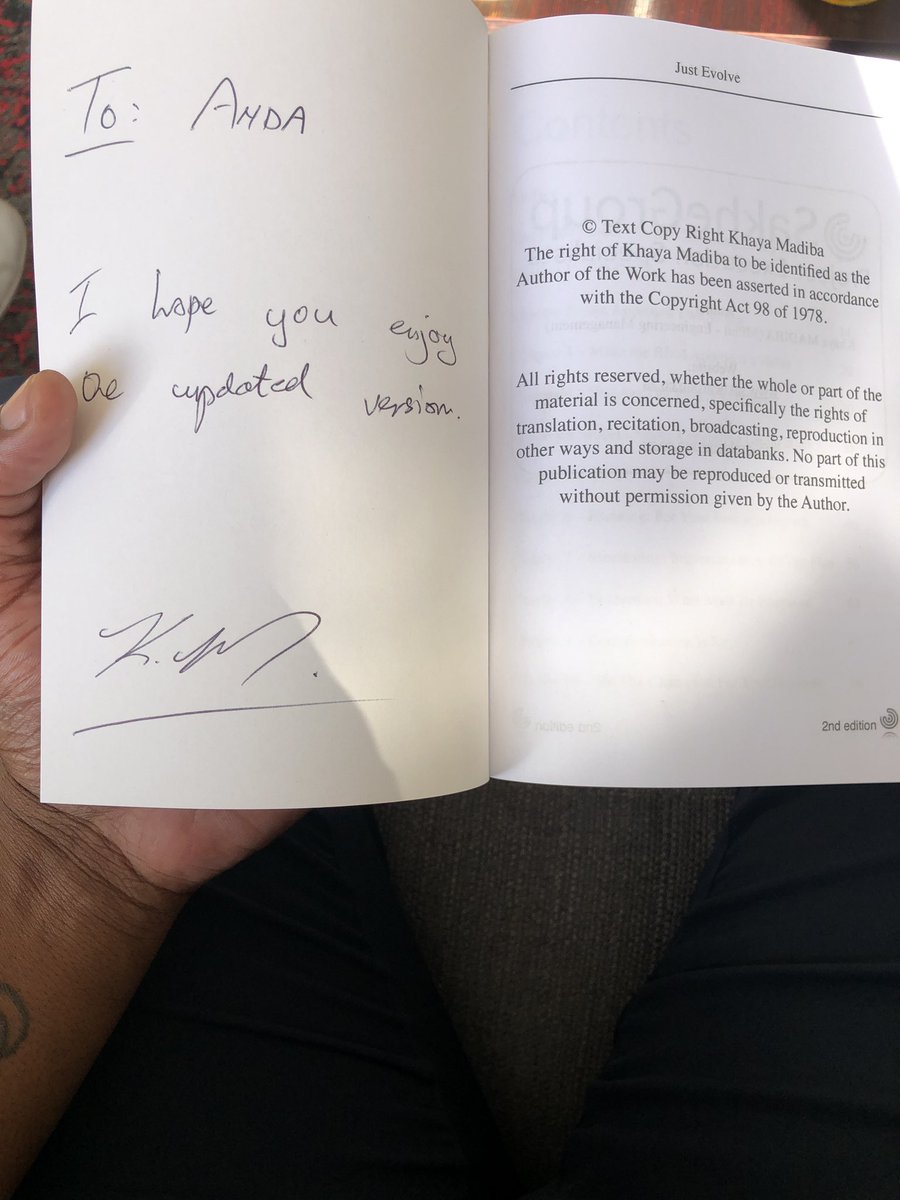 To: ANDA
I hope you enjoy
the updated version.
K.M.
Just Evolve
© Text Copy Right Khaya Madiba
The right of Khaya Madiba to be identified as the
Author of the Work has been asserted in accordance
with the Copyright Act 98 of 1978.
All rights reserved, whether the whole or part of the
material is concerned, specifically the rights of
translation, recitation, broadcasting, reproduction in
other ways and storage in databanks. No part of this
publication may be reproduced or transmitted
without permission given by the Author.
2nd edition